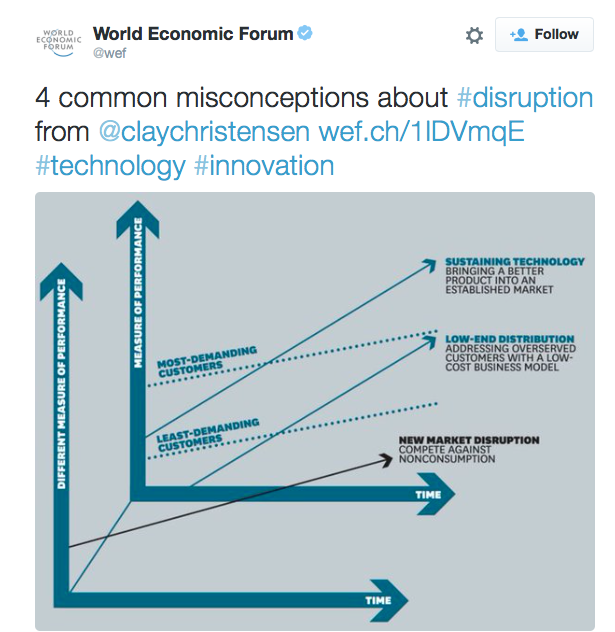 WORLD
ECONOMIC
FORUM
World Economic Forum
@wef
Follow
4 common misconceptions about #disruption
from @claychristensen wef.ch/1IDVmqE
#technology #innovation
DIFFERENT MEASURE OF PERFORMANCE
MEASURE OF PERFORMANCE
SUSTAINING TECHNOLOGY
BRINGING A BETTER
PRODUCT INTO AN
ESTABLISHED MARKET
MOST-DEMANDING
CUSTOMERS
LOW-END DISTRIBUTION
ADDRESSING OVERSERVED
CUSTOMERS WITH A LOW-
COST BUSINESS MODEL
LEAST-DEMANDING
CUSTOMERS
NEW MARKET DISRUPTION
COMPETE AGAINST
NONCONSUMPTION
TIME
TIME